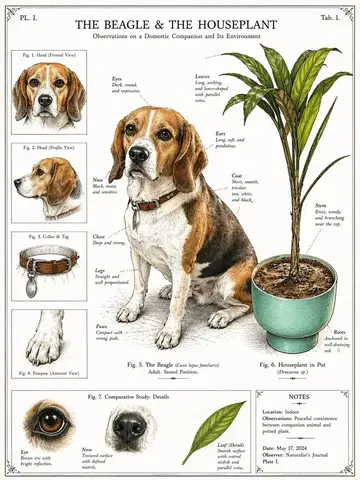 PL. I.
THE BEAGLE & THE HOUSEPLANT
Tab. 1.
Observations on a Domestic Companion and Its Environment
Fig. 1. Head (Frontal View)
Fig. 2. Head (Profile View)
Fig. 3. Collar & Tag
Fig. 4. Forepaw (Anterior View)
Eyes
Dark, round,
and expressive.
Nose
Black, moist,
and sensitive.
Chest
Deep and strong.
Legs
Straight and
well proportioned.
Paws
Compact with
strong pads.
Ears
Long, soft, and
pendulous.
Coat
Short, smooth,
tricolor:
tan, white,
and black.
Leaves
Long, arching,
and lance-shaped
with parallel
veins.
Stem
Erect, woody,
and branching
near the top.
Roots
Anchored in
well-draining
soil.
Fig. 5. The Beagle (Canis lupus familiaris)
Adult. Seated Position.
Fig. 6. Houseplant in Pot
(Dracaena sp.)
Fig. 7. Comparative Study: Details
Eye
Brown iris with
bright reflection.
Nose
Textured surface
with defined
nostrils.
Leaf (Detail)
Smooth surface
with central
midrib and
parallel veins.
NOTES
Location: Indoor
Observations: Peaceful coexistence
between companion animal and
potted plant.
Date: May 17, 2024
Observer: Naturalist's Journal
Plate 1.